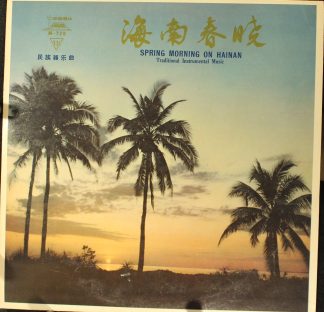 海南春晓
SPRING MORNING ON HAINAN
Traditional Instrumental Music
民族器乐曲